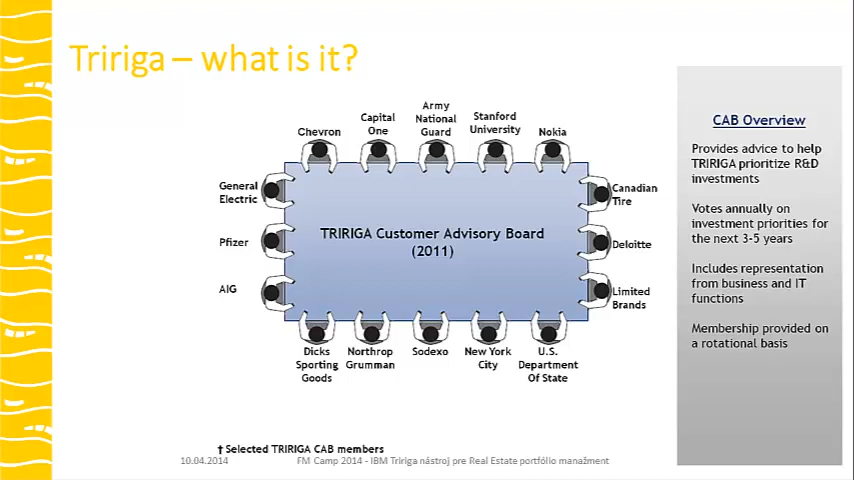 Tririga – what is it?
Chevron
Capital
One
Army
National
Guard
Stanford
University
Nokia
General
Electric
Pfizer
AIG
TRIRIGA Customer Advisory Board
(2011)
Canadian
Tire
Deloitte
Limited
Brands
Dicks
Sporting
Goods
Northrop
Grumman
Sodexo
New York
City
U.S.
Department
Of State
CAB Overview
Provides advice to help
TRIRIGA prioritize R&D
investments
Votes annually on
investment priorities for
the next 3-5 years
Includes representation
from business and IT
functions
Membership provided on
a rotational basis
† Selected TRIRIGA CAB members
10.04.2014
FM Camp 2014 - IBM Tririga nástroj pre Real Estate portfólio manažment